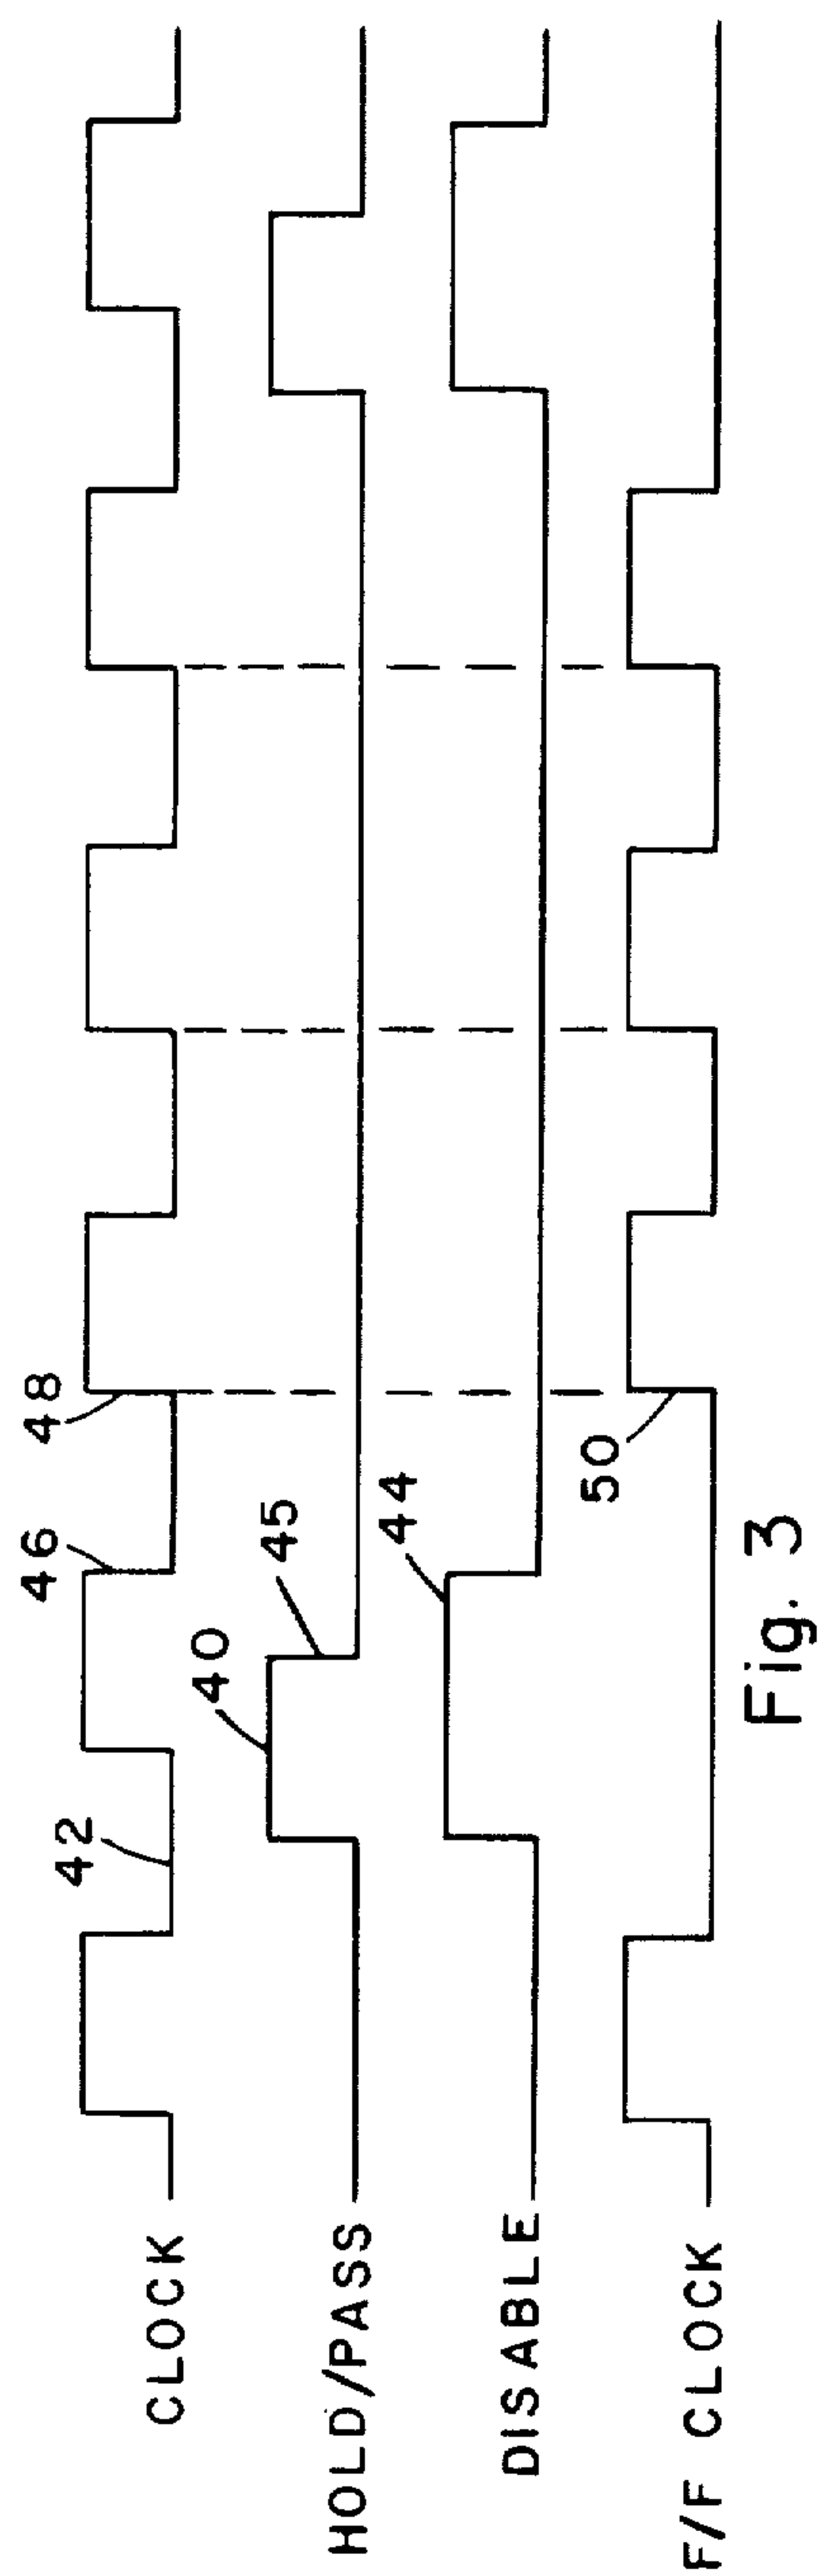 CLOCK
42
46
48
HOLD/PASS
40
45
DISABLE
44
F/F CLOCK
50
Fig. 3